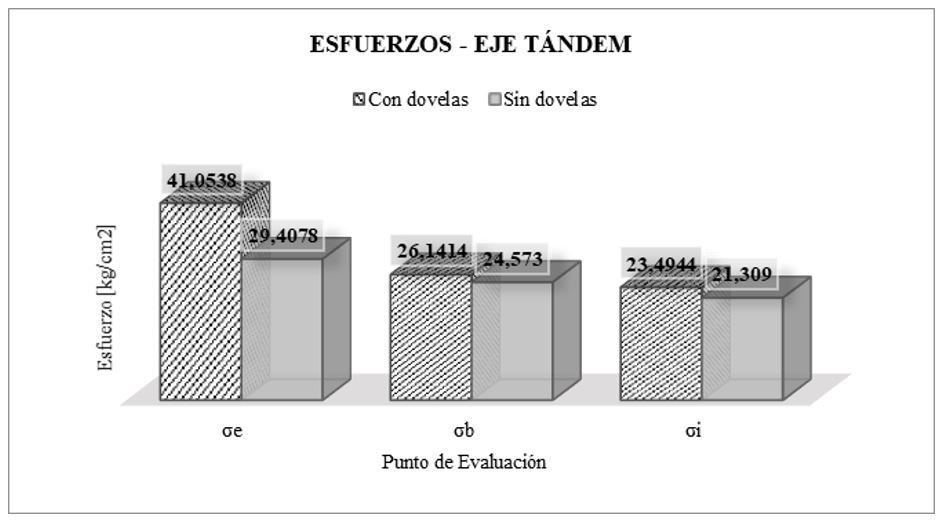 ESFUERZOS - EJE TÁNDEM
Con dovelas Sin dovelas
41,0538
29,4078
26,1414
24,573
23,4944
21,309
Esfuerzo [kg/cm2]
σe σb σi
Punto de Evaluación